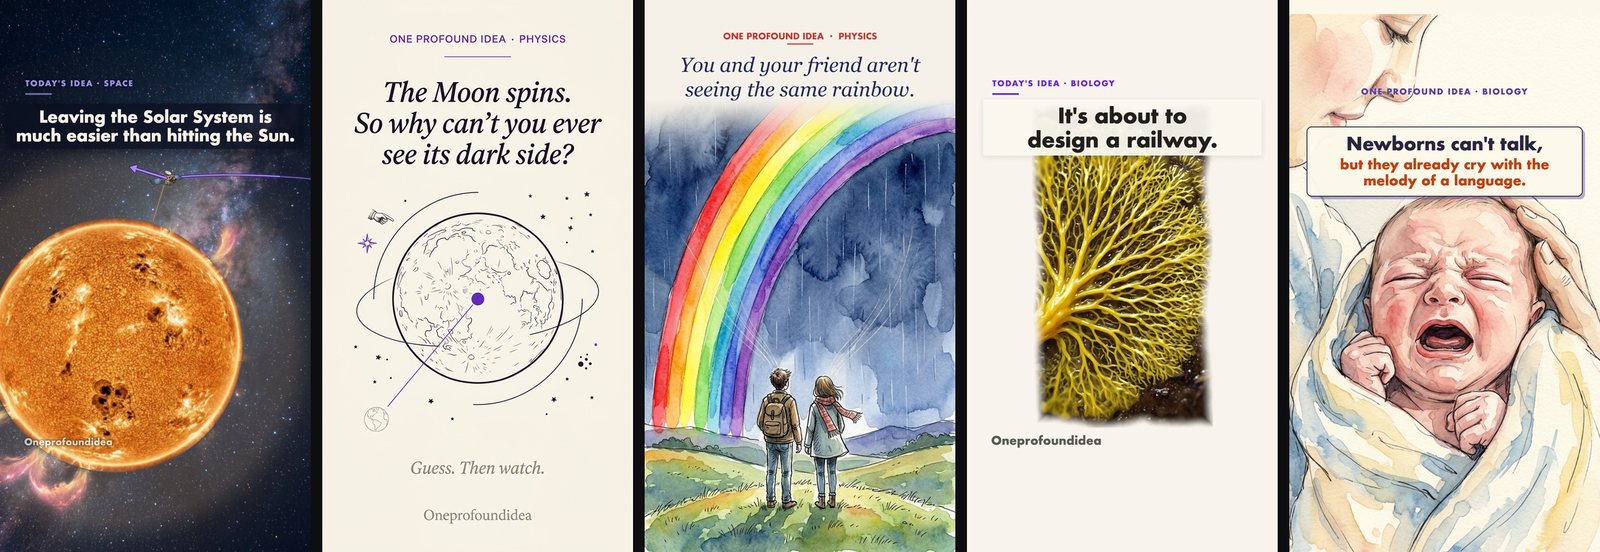 TODAY'S IDEA · SPACE
Leaving the Solar System is
much easier than hitting the Sun.
Oneprofoundidea
ONE PROFOUND IDEA · PHYSICS
The Moon spins.
So why can’t you ever
see its dark side?
Guess. Then watch.
Oneprofoundidea
ONE PROFOUND IDEA · PHYSICS
You and your friend aren't
seeing the same rainbow.
TODAY'S IDEA · BIOLOGY
It's about to
design a railway.
Oneprofoundidea
ONE PROFOUND IDEA · BIOLOGY
Newborns can't talk,
but they already cry with the
melody of a language.